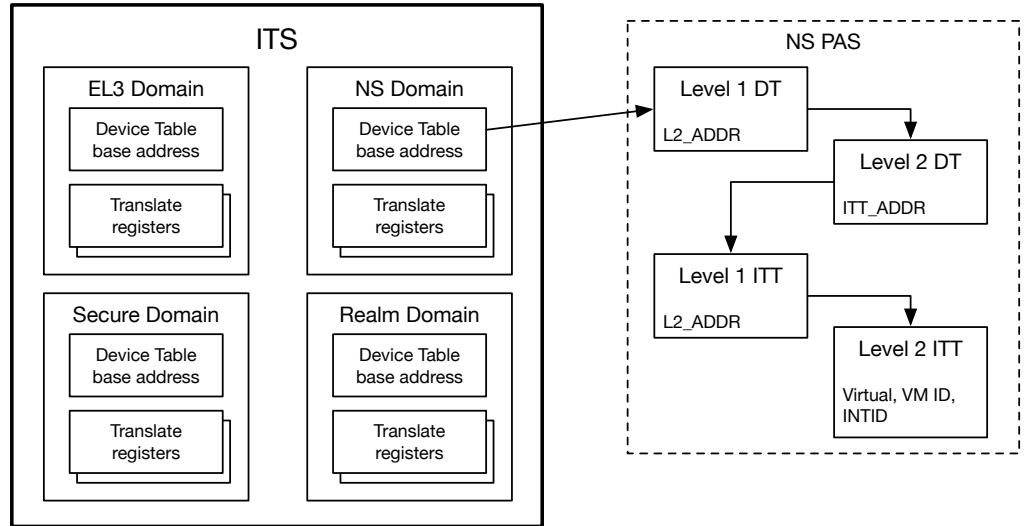 ITS
EL3 Domain
Device Table
base address
Translate
registers
NS Domain
Device Table
base address
Translate
registers
Secure Domain
Device Table
base address
Translate
registers
Realm Domain
Device Table
base address
Translate
registers
NS PAS
Level 1 DT
L2_ADDR
Level 2 DT
ITT_ADDR
Level 1 ITT
L2_ADDR
Level 2 ITT
Virtual, VM ID,
INTID